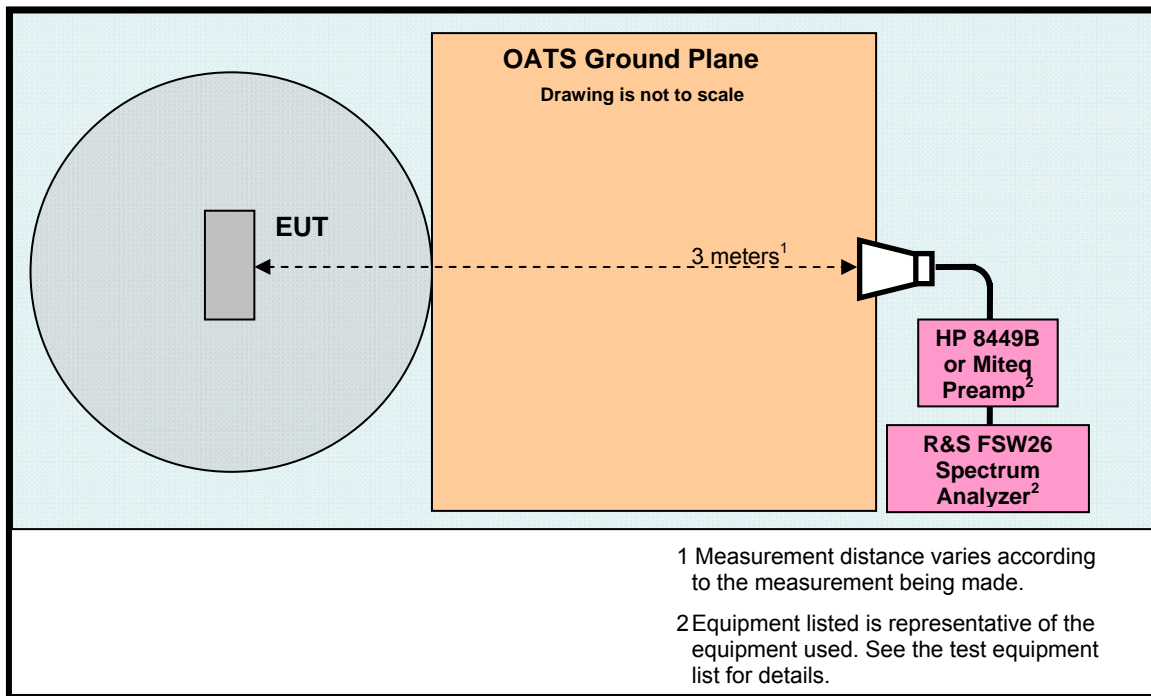 OATS Ground Plane
Drawing is not to scale
EUT
3 meters¹
HP 8449B
or Miteq
Preamp²
R&S FSW26
Spectrum
Analyzer²
1 Measurement distance varies according
to the measurement being made.
2 Equipment listed is representative of the
equipment used. See the test equipment
list for details.